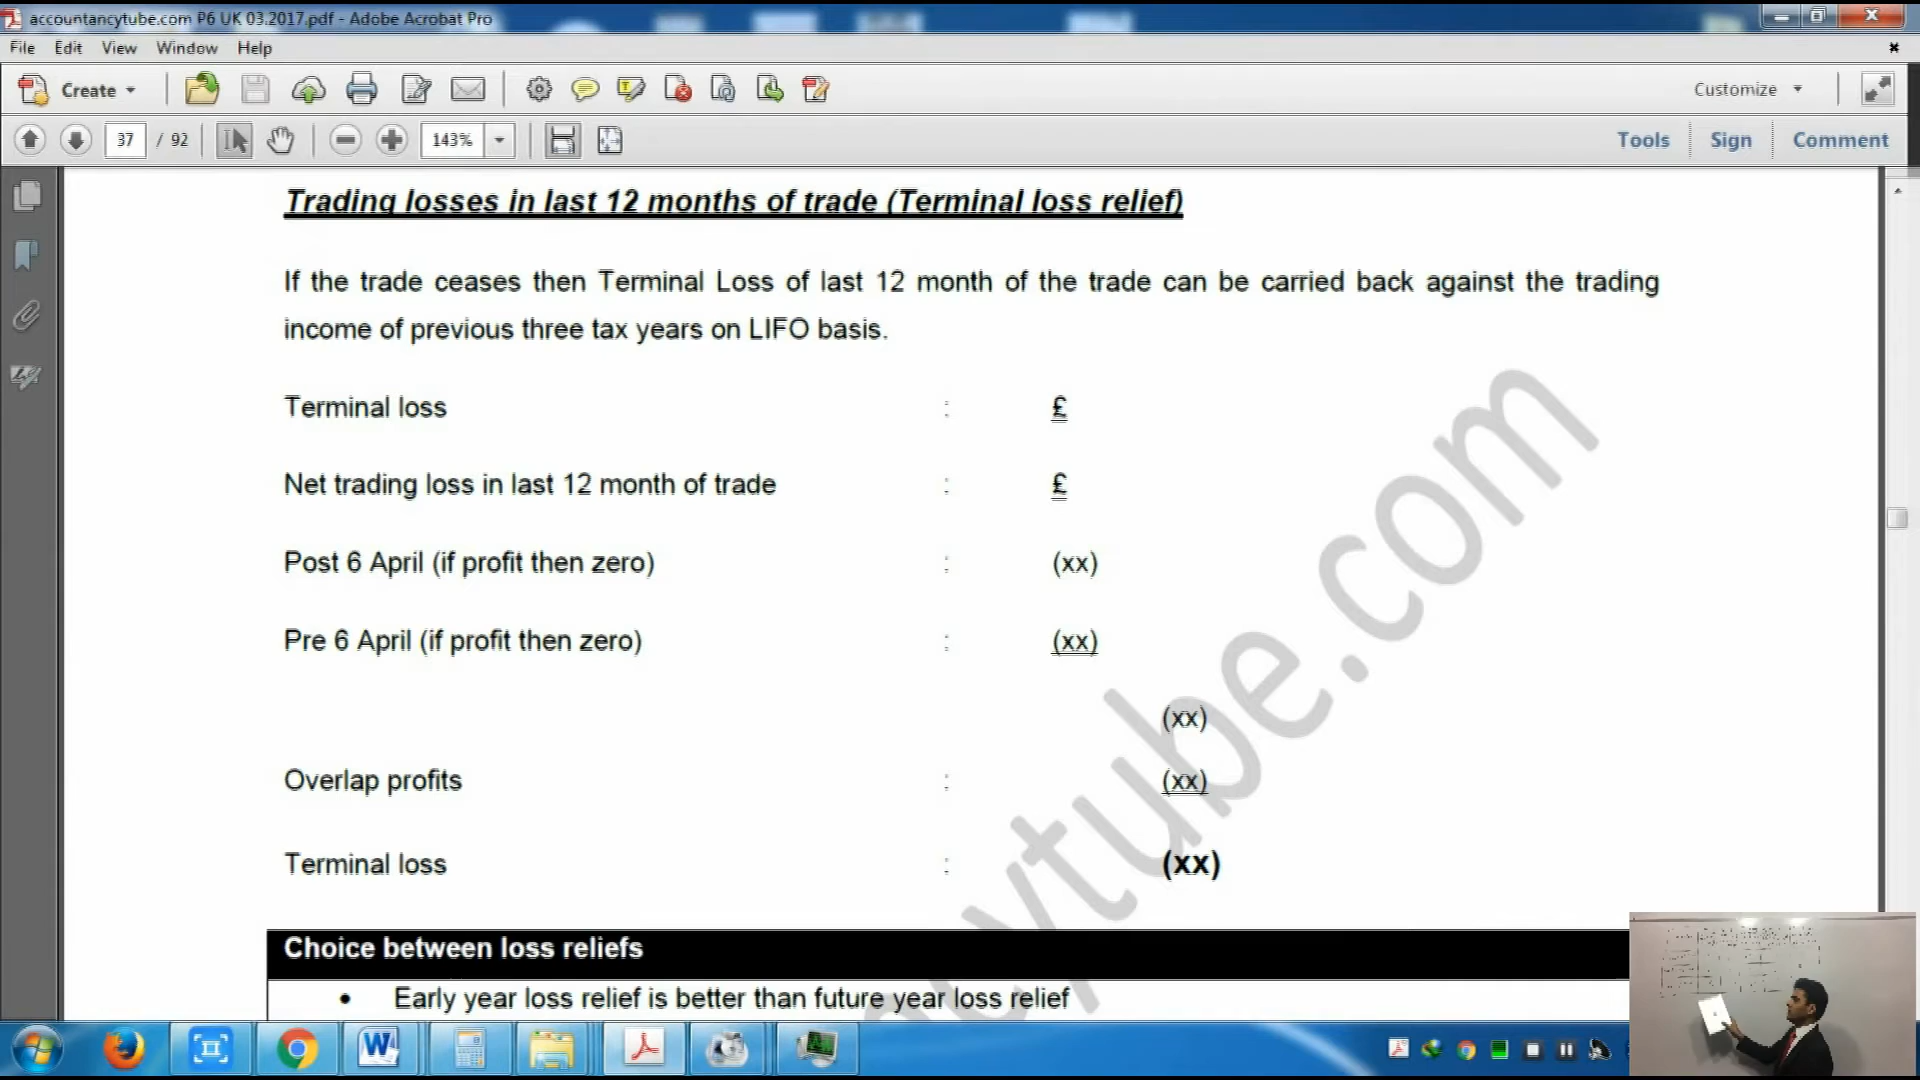 accountancytube.com P6 UK 03.2017.pdf - Adobe Acrobat Pro
File Edit View Window Help
Create
Customize
37 / 92
143%
Tools Sign Comment
Trading losses in last 12 months of trade (Terminal loss relief)
If the trade ceases then Terminal Loss of last 12 month of the trade can be carried back against the trading
income of previous three tax years on LIFO basis.
Terminal loss : £
Net trading loss in last 12 month of trade : £
Post 6 April (if profit then zero) : (xx)
Pre 6 April (if profit then zero) : (xx)
(xx)
Overlap profits : (xx)
Terminal loss : (xx)
Choice between loss reliefs
• Early year loss relief is better than future year loss relief
cytube.com